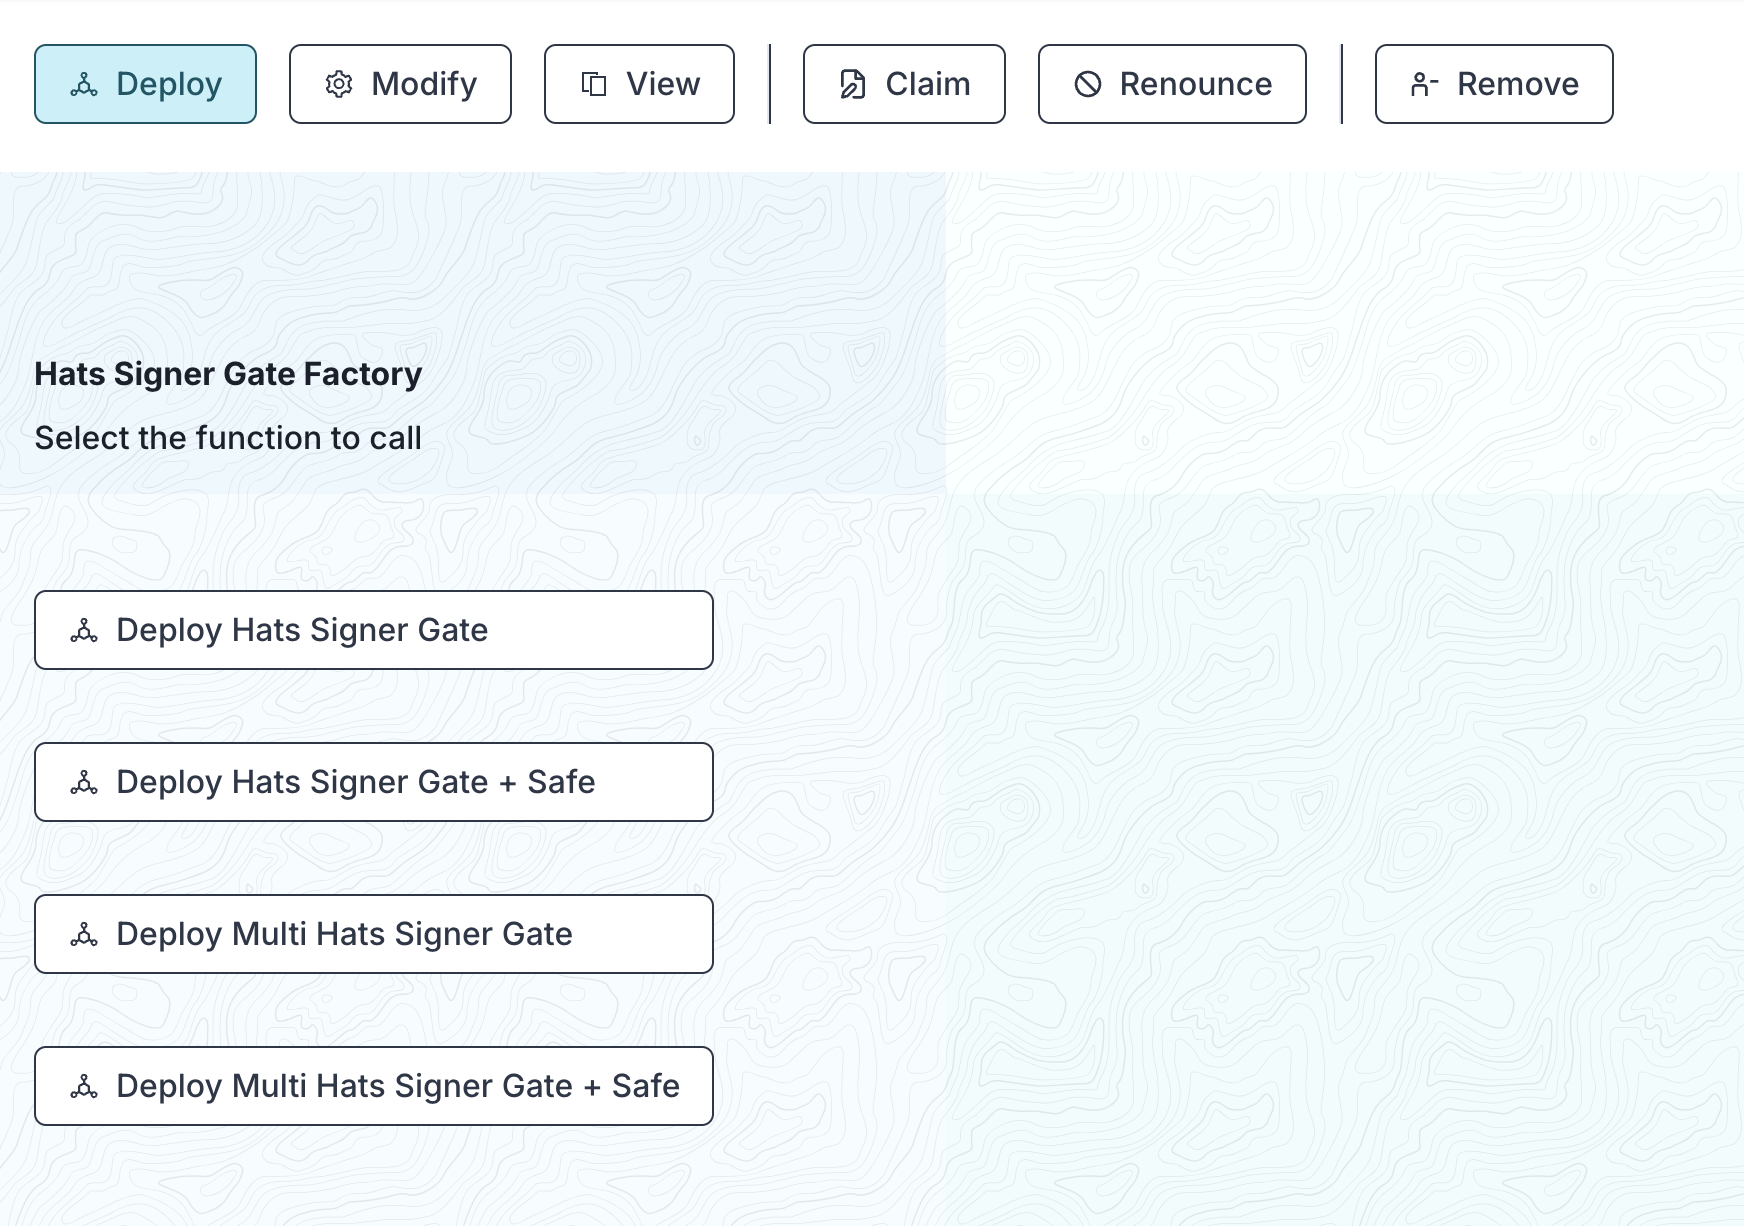 Deploy
Modify
View
Claim
Renounce
Remove
Hats Signer Gate Factory
Select the function to call
Deploy Hats Signer Gate
Deploy Hats Signer Gate + Safe
Deploy Multi Hats Signer Gate
Deploy Multi Hats Signer Gate + Safe